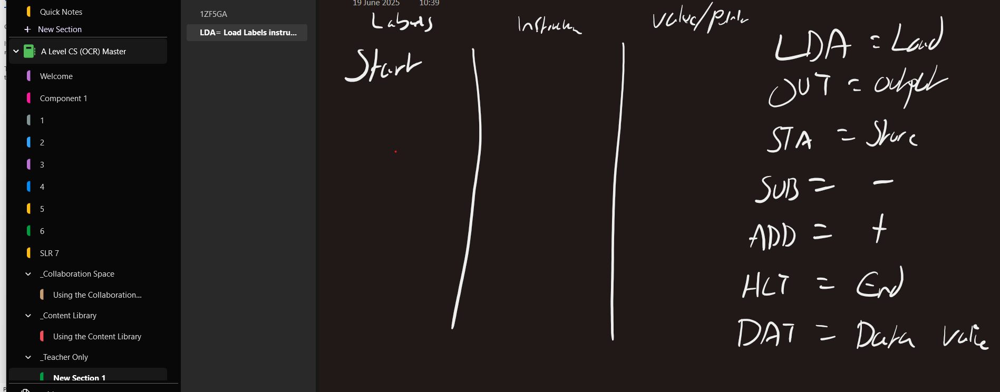 Quick Notes
New Section
A Level CS (OCR) Master
Welcome
Component 1
1
2
3
4
5
6
SLR 7
_Collaboration Space
Using the Collaboration...
_Content Library
Using the Content Library
_Teacher Only
New Section 1
1ZF5GA
LDA= Load Labels instru...
19 June 2025 10:39
Labels value/
Start
LDA = Load
OUT = output
STA = Store
SUB = -
ADD = +
HLT = End
DAT = Data value